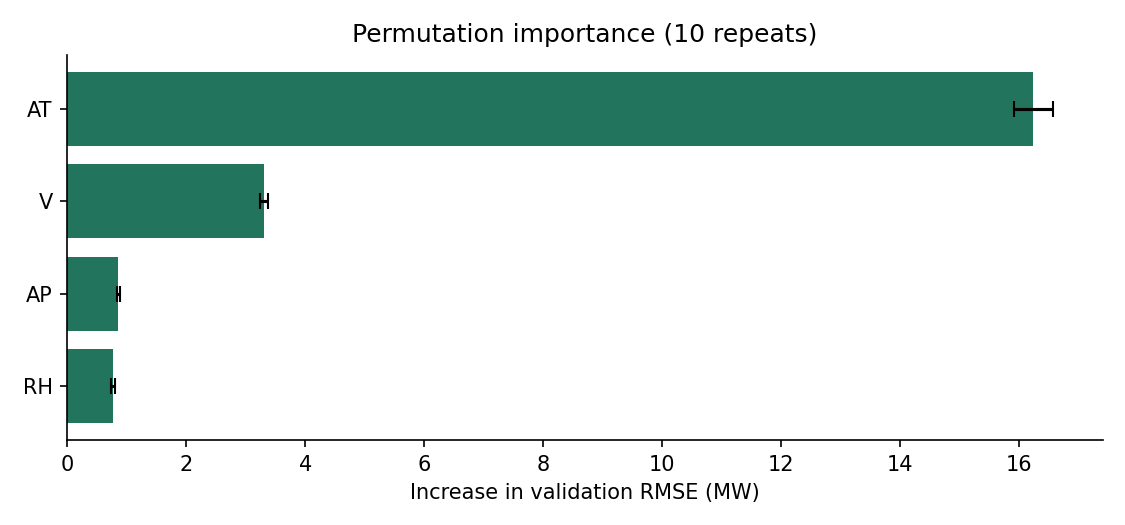 Permutation importance (10 repeats)
AT
V
AP
RH
0 2 4 6 8 10 12 14 16
Increase in validation RMSE (MW)